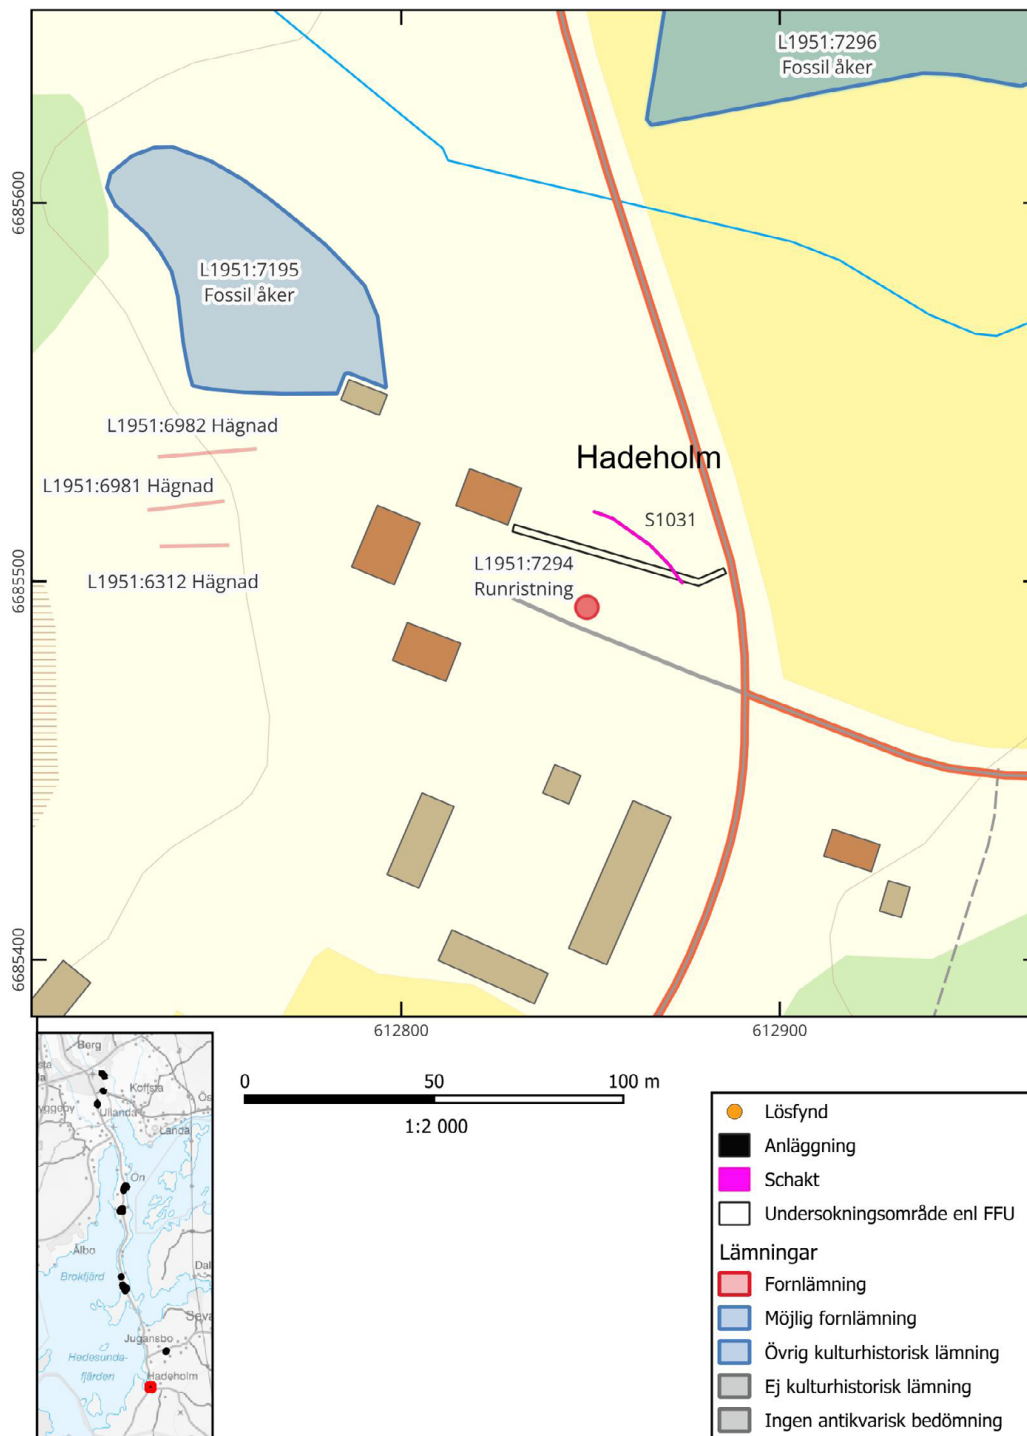 L1951:7296
Fossil åker
6685600
L1951:7195
Fossil åker
L1951:6982 Hägnad
Hadeholm
L1951:6981 Hägnad
S1031
L1951:7294
Runristning
6685500
L1951:6312 Hägnad
6685400
612800
612900
Berg
Koffsta
Ullanda
Landa
Ön
Älbo
Brokfjärd
Jugansbo
Hedesunda-
fjärden
Hadeholm
0 50 100 m
1:2 000
Lösfynd
Anläggning
Schakt
Undersokningsområde enl FFU
Lämningar
Fornlämning
Möjlig fornlämning
Övrig kulturhistorisk lämning
Ej kulturhistorisk lämning
Ingen antikvarisk bedömning